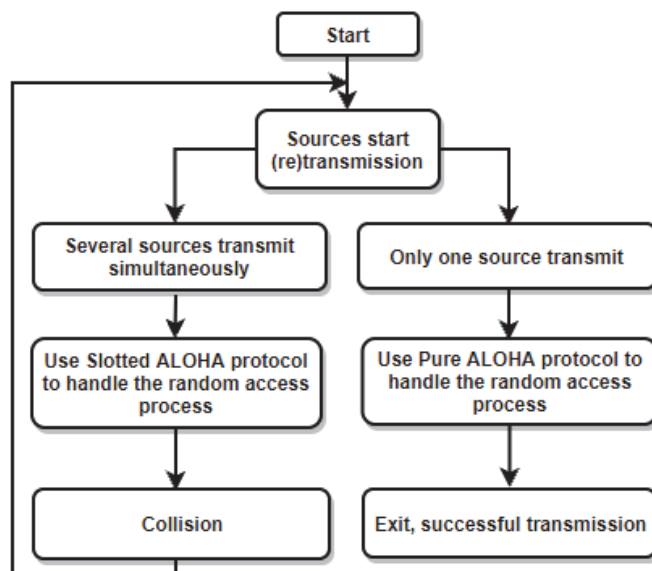 Start
Sources start
(re)transmission
Several sources transmit
simultaneously
Only one source transmit
Use Slotted ALOHA protocol
to handle the random access
process
Use Pure ALOHA protocol to
handle the random access
process
Collision
Exit, successful transmission